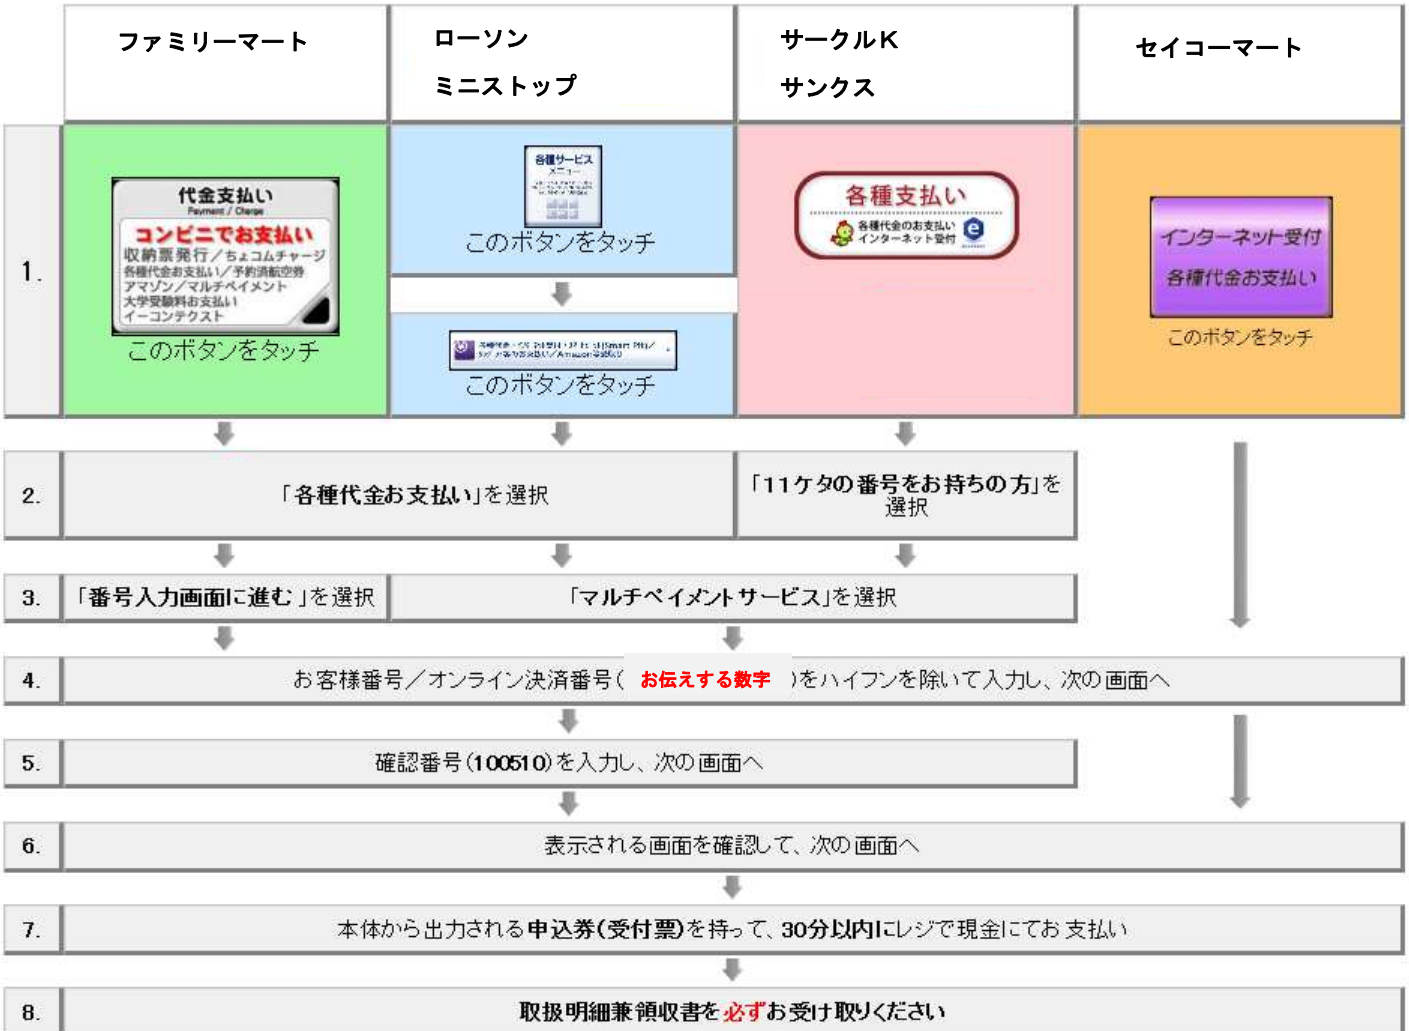 ファミリーマート
ローソン
ミニストップ
サークルK
サンクス
セイコーマート
1.
代金支払い
Payment / Charge
コンビニでお支払い
収納票発行／ちょコムチャージ
各種代金お支払い／予約済航空券
アマゾン／マルチペイメント
大学受験料お支払い
イーコンテクスト
このボタンをタッチ
各種サービス
メニュー
このボタンをタッチ
このボタンをタッチ
各種支払い
各種代金のお支払い
インターネット受付
インターネット受付
各種代金お支払い
このボタンをタッチ
2.
「各種代金お支払い」を選択
「11ケタの番号をお持ちの方」を
選択
3.
「番号入力画面に進む」を選択
「マルチペイメントサービス」を選択
4.
お客様番号／オンライン決済番号( お伝えする数字 )をハイフンを除いて入力し、次の画面へ
5.
確認番号(100510)を入力し、次の画面へ
6.
表示される画面を確認して、次の画面へ
7.
本体から出力される申込券(受付票)を持って、30分以内にレジで現金にてお支払い
8.
取扱明細兼領収書を必ずお受け取りください